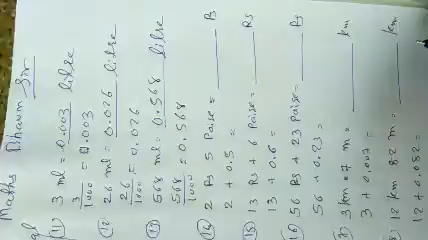 Maths Dharm Sir
(11) 3 ml = 0.003 litre
3/1000 = 0.003
(12) 26 ml = 0.026 litre
26/1000 = 0.026
(13) 568 ml = 0.568 litre
568/1000 = 0.568
(14) 2 Rs 5 Paise = ______ Rs
2 + 0.5 =
(15) 13 Rs + 6 Paise = ______ Rs
13 + 0.6 =
(16) 56 Rs + 23 Paise = ______ Rs
56 + 0.23 =
3 km 7 m = ______ km
3 + 0.007 =
12 km 82 m = ______ km
12 + 0.082 =